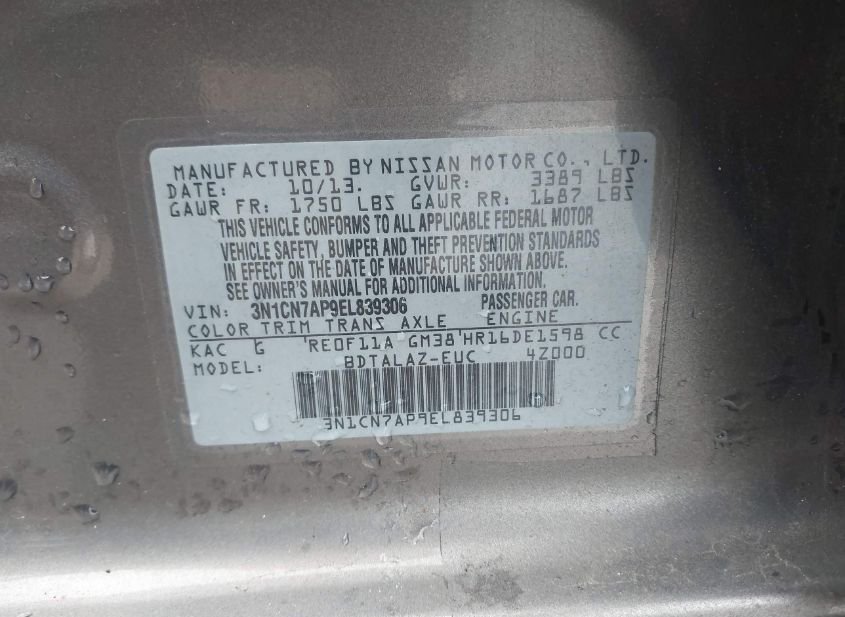 MANUFACTURED BY NISSAN MOTOR CO., LTD.
DATE: 10/13. GVWR: 3389 LBS
GAWR FR: 1750 LBS GAWR RR: 1687 LBS
THIS VEHICLE CONFORMS TO ALL APPLICABLE FEDERAL MOTOR
VEHICLE SAFETY, BUMPER AND THEFT PREVENTION STANDARDS
IN EFFECT ON THE DATE OF MANUFACTURE SHOWN ABOVE.
SEE OWNER'S MANUAL FOR ADDITIONAL INFORMATION.
VIN: 3N1CN7AP9EL839306 PASSENGER CAR.
COLOR TRIM TRANS AXLE ENGINE
KAC G 'RE0F11A GM38'HR16DE1598 CC
MODEL: BDTALAZ-EUC 4Z000
3N1CN7AP9EL839306